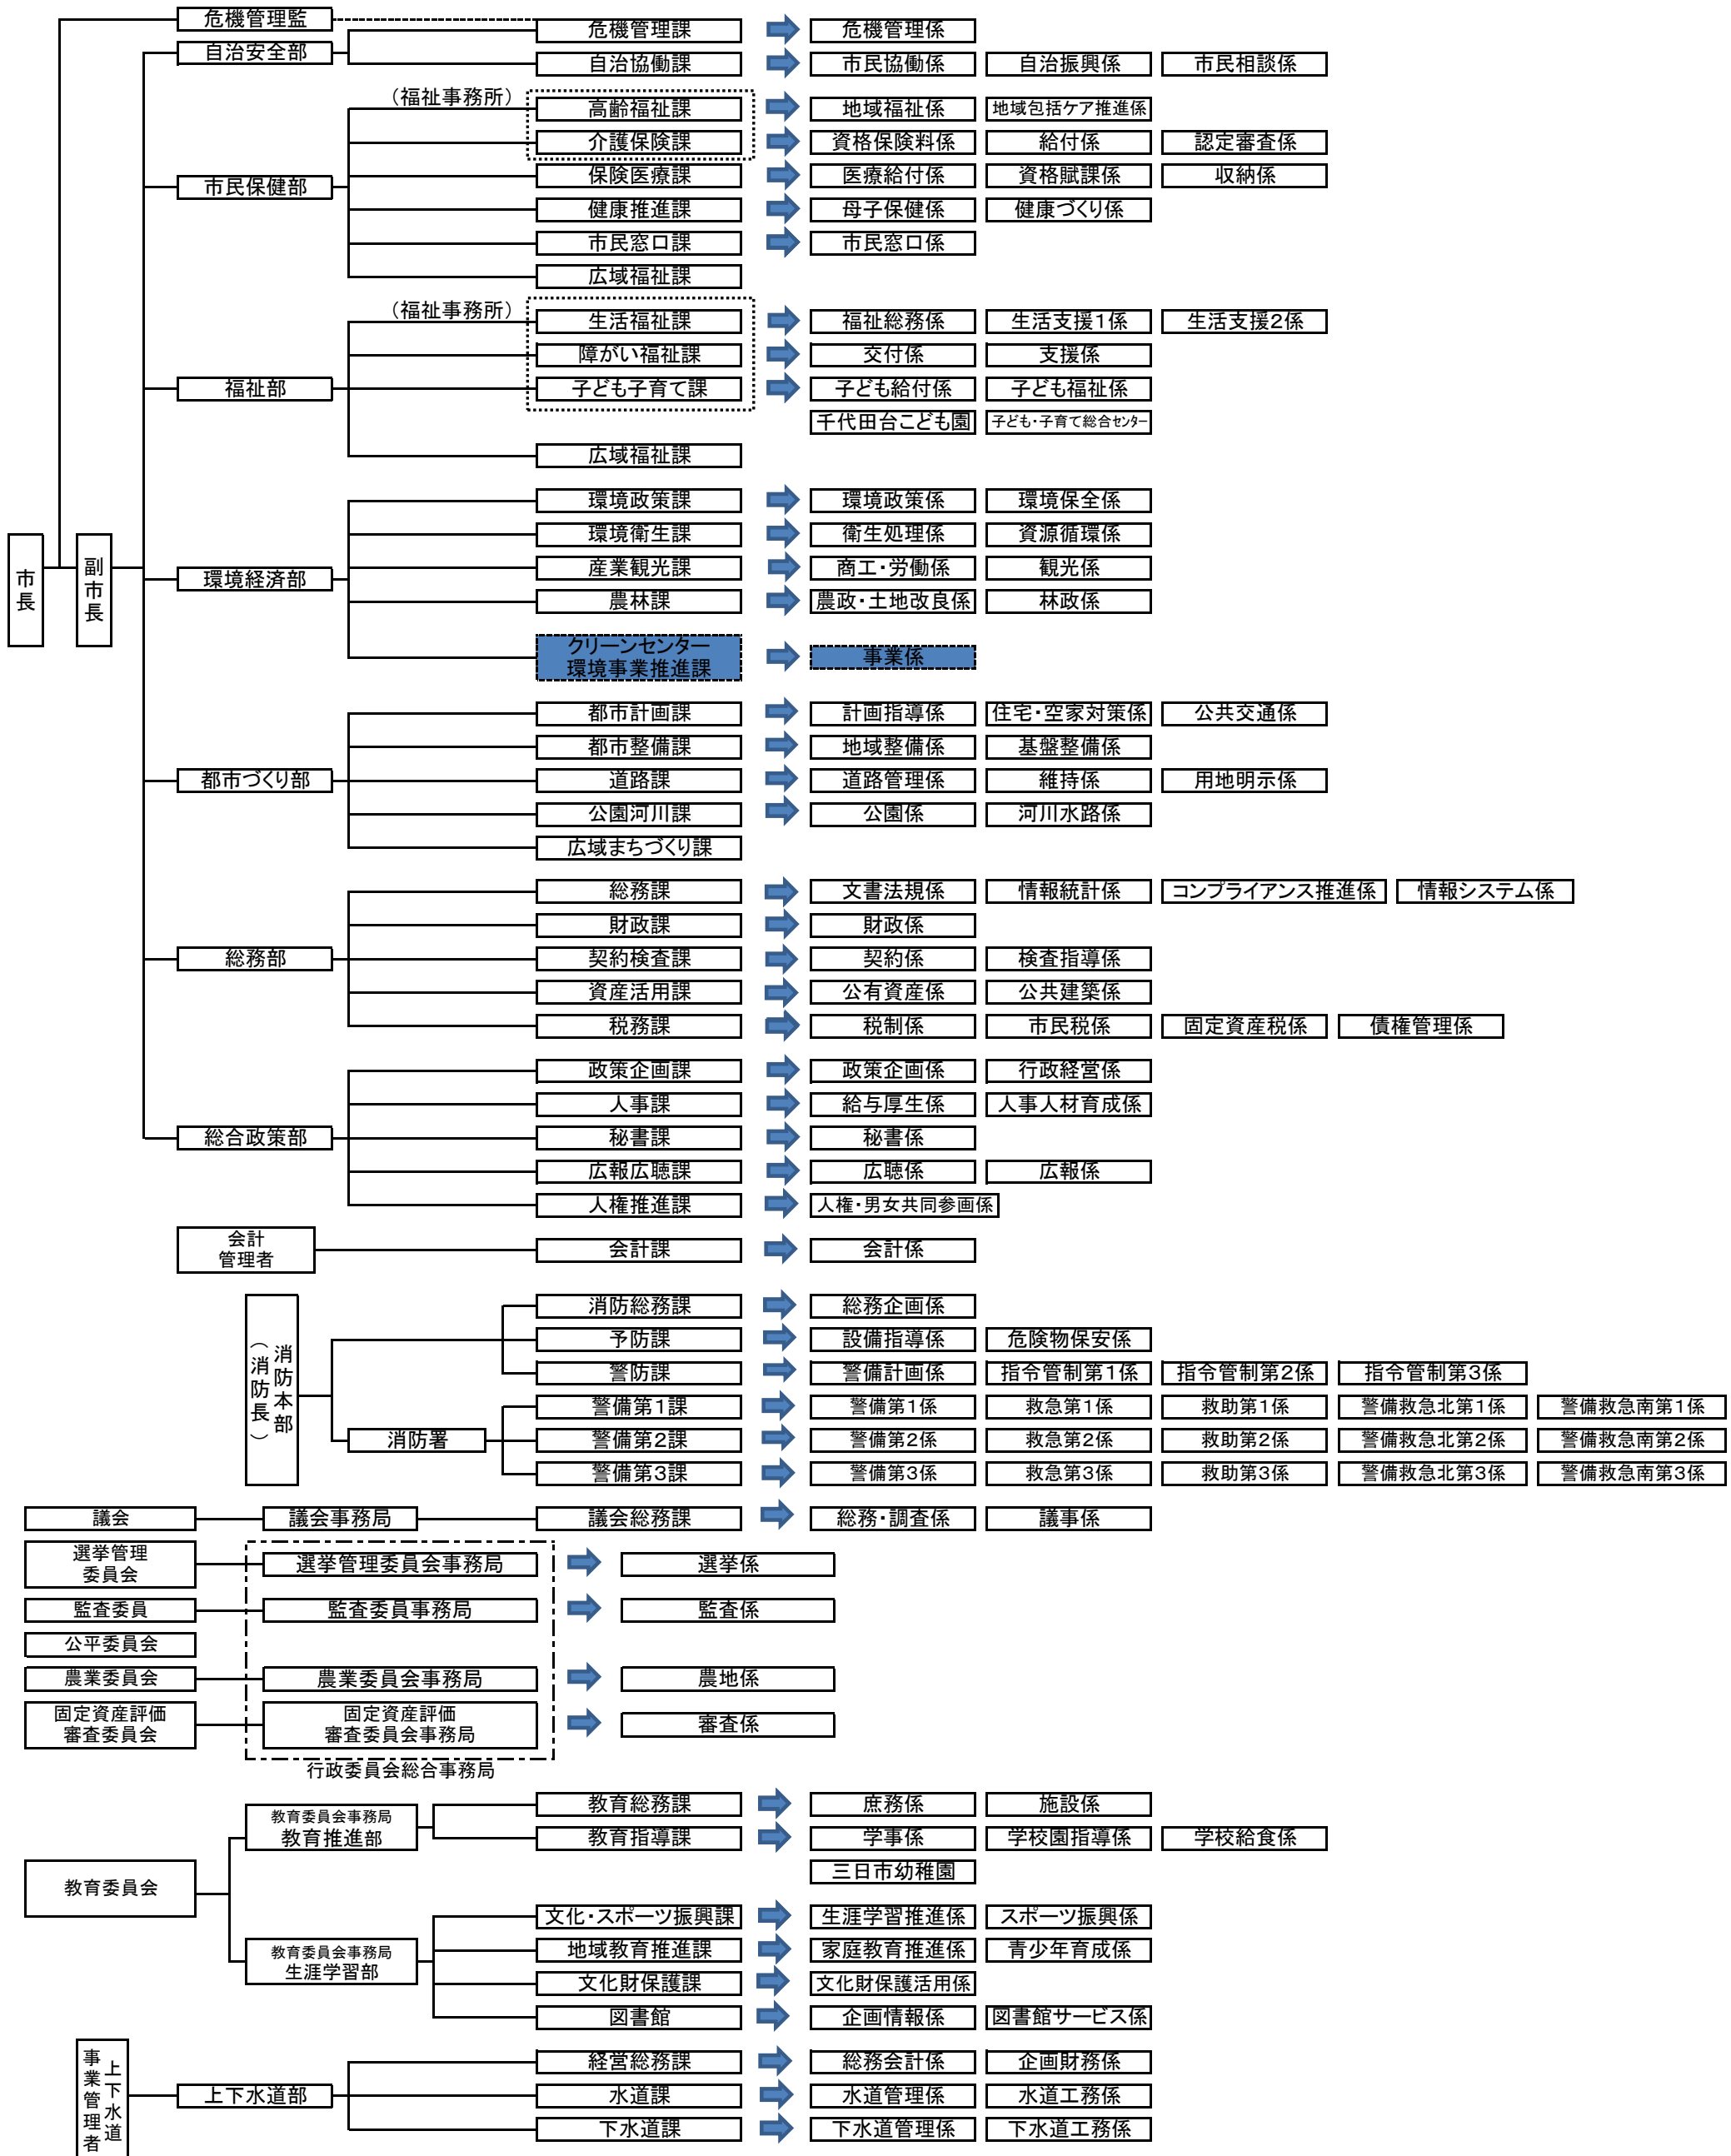 危機管理監
危機管理課
危機管理係
自治安全部
自治協働課
市民協働係
自治振興係
市民相談係
（福祉事務所）
高齢福祉課
地域福祉係
地域包括ケア推進係
介護保険課
資格保険料係
給付係
認定審査係
市民保健部
保険医療課
医療給付係
資格賦課係
収納係
健康推進課
母子保健係
健康づくり係
市民窓口課
市民窓口係
広域福祉課
（福祉事務所）
生活福祉課
福祉総務係
生活支援1係
生活支援2係
障がい福祉課
交付係
支援係
福祉部
子ども子育て課
子ども給付係
子ども福祉係
千代田台こども園
子ども・子育て総合センター
広域福祉課
市長
副市長
環境経済部
環境政策課
環境政策係
環境保全係
環境衛生課
衛生処理係
資源循環係
産業観光課
商工・労働係
観光係
農林課
農政・土地改良係
林政係
クリーンセンター
環境事業推進課
事業係
都市計画課
計画指導係
住宅・空家対策係
公共交通係
都市整備課
地域整備係
基盤整備係
都市づくり部
道路課
道路管理係
維持係
用地明示係
公園河川課
公園係
河川水路係
広域まちづくり課
総務課
文書法規係
情報統計係
コンプライアンス推進係
情報システム係
財政課
財政係
総務部
契約検査課
契約係
検査指導係
資産活用課
公有資産係
公共建築係
税務課
税制係
市民税係
固定資産税係
債権管理係
政策企画課
政策企画係
行政経営係
人事課
給与厚生係
人事人材育成係
総合政策部
秘書課
秘書係
広報広聴課
広聴係
広報係
人権推進課
人権・男女共同参画係
会計
管理者
会計課
会計係
消防本部
（消防長）
消防総務課
総務企画係
予防課
設備指導係
危険物保安係
警防課
警備計画係
指令管制第1係
指令管制第2係
指令管制第3係
消防署
警備第1課
警備第1係
救急第1係
救助第1係
警備救急北第1係
警備救急南第1係
警備第2課
警備第2係
救急第2係
救助第2係
警備救急北第2係
警備救急南第2係
警備第3課
警備第3係
救急第3係
救助第3係
警備救急北第3係
警備救急南第3係
議会
議会事務局
議会総務課
総務・調査係
議事係
選挙管理
委員会
選挙管理委員会事務局
選挙係
監査委員
監査委員事務局
監査係
公平委員会
農業委員会
農業委員会事務局
農地係
固定資産評価
審査委員会
固定資産評価
審査委員会事務局
審査係
行政委員会総合事務局
教育委員会
教育委員会事務局
教育推進部
教育総務課
庶務係
施設係
教育指導課
学事係
学校園指導係
学校給食係
三日市幼稚園
教育委員会事務局
生涯学習部
文化・スポーツ振興課
生涯学習推進係
スポーツ振興係
地域教育推進課
家庭教育推進係
青少年育成係
文化財保護課
文化財保護活用係
図書館
企画情報係
図書館サービス係
上下水道
事業管理者
上下水道部
経営総務課
総務会計係
企画財務係
水道課
水道管理係
水道工務係
下水道課
下水道管理係
下水道工務係